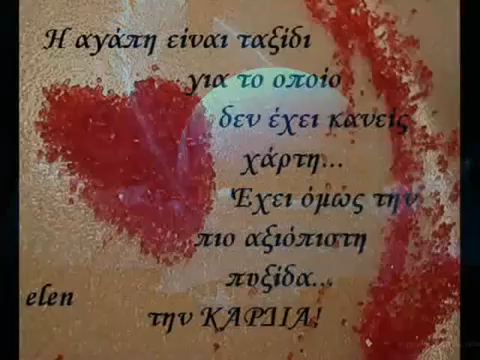 Η αγάπη είναι ταξίδι
για το οποίο
δεν έχει κανείς
χάρτη...
Έχει όμως την
πιο αξιόπιστη
πυξίδα...
elen
την ΚΑΡΔΙΑ!